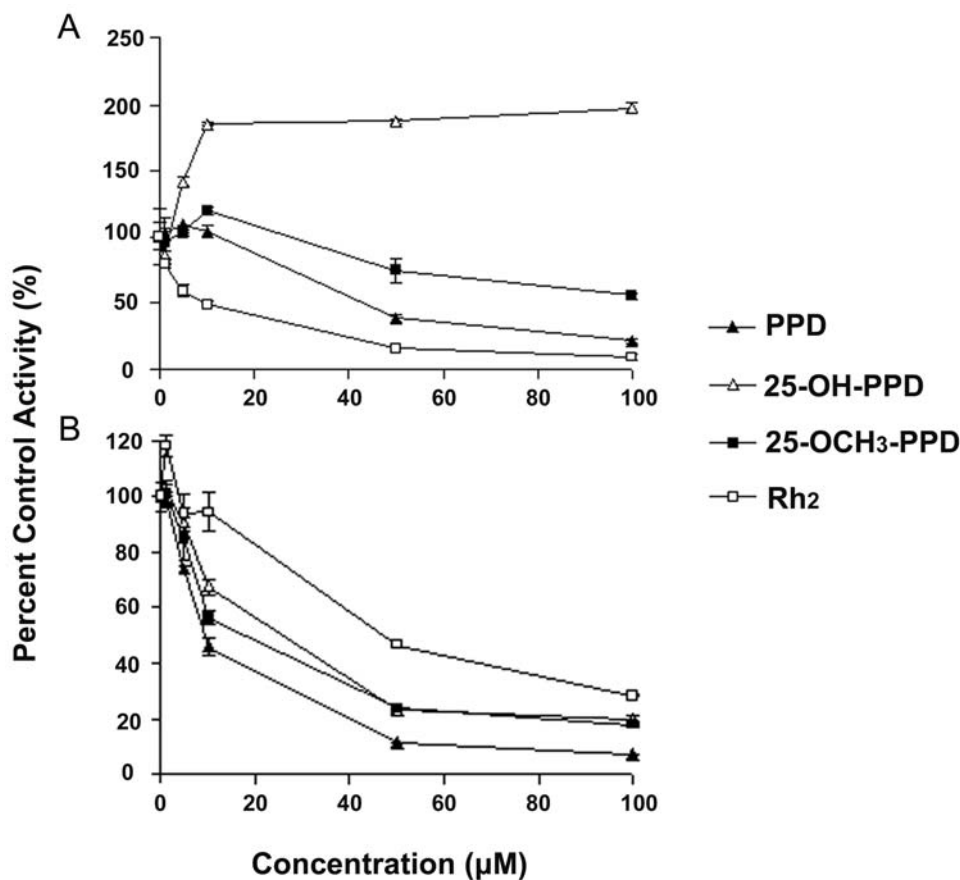 A
250
200
150
100
50
0
0 20 40 60 80 100
B
120
100
80
60
40
20
0
0 20 40 60 80 100
Percent Control Activity (%)
Concentration (µM)
PPD
25-OH-PPD
25-OCH₃-PPD
Rh₂